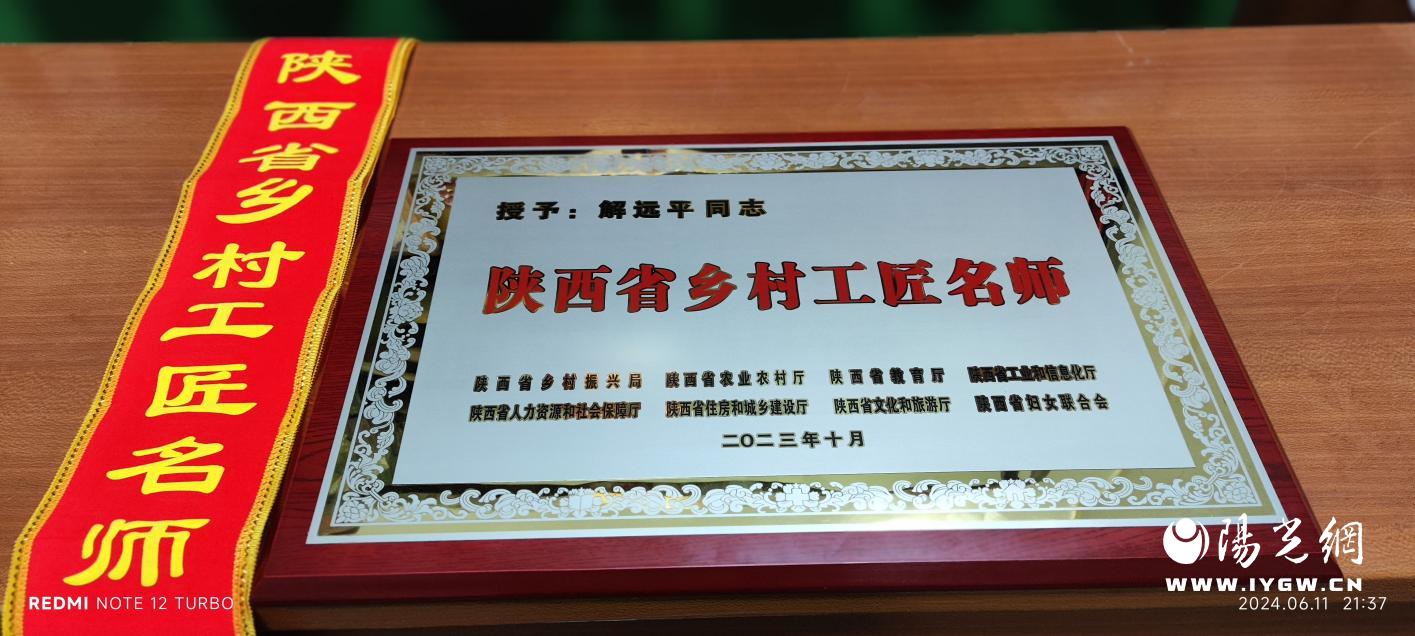 陕西省乡村工匠名师
授予：解远平同志
陕西省乡村工匠名师
陕西省乡村振兴局 陕西省农业农村厅 陕西省教育厅 陕西省工业和信息化厅
陕西省人力资源和社会保障厅 陕西省住房和城乡建设厅 陕西省文化和旅游厅 陕西省妇女联合会
二〇二三年十月
陽光網
WWW.IYGW.CN
REDMI NOTE 12 TURBO
2024.06.11 21:37